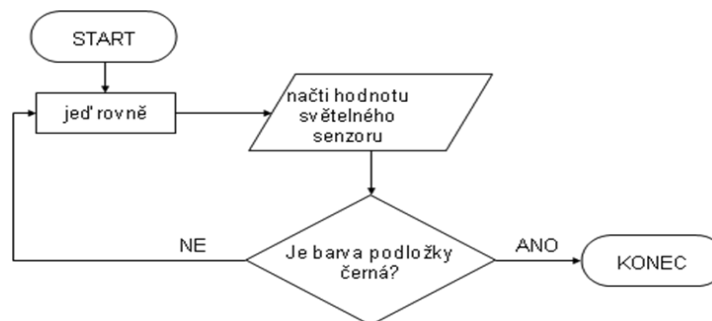 START
jeď rovně
načti hodnotu
světelného
senzoru
Je barva podložky
černá?
NE
ANO
KONEC